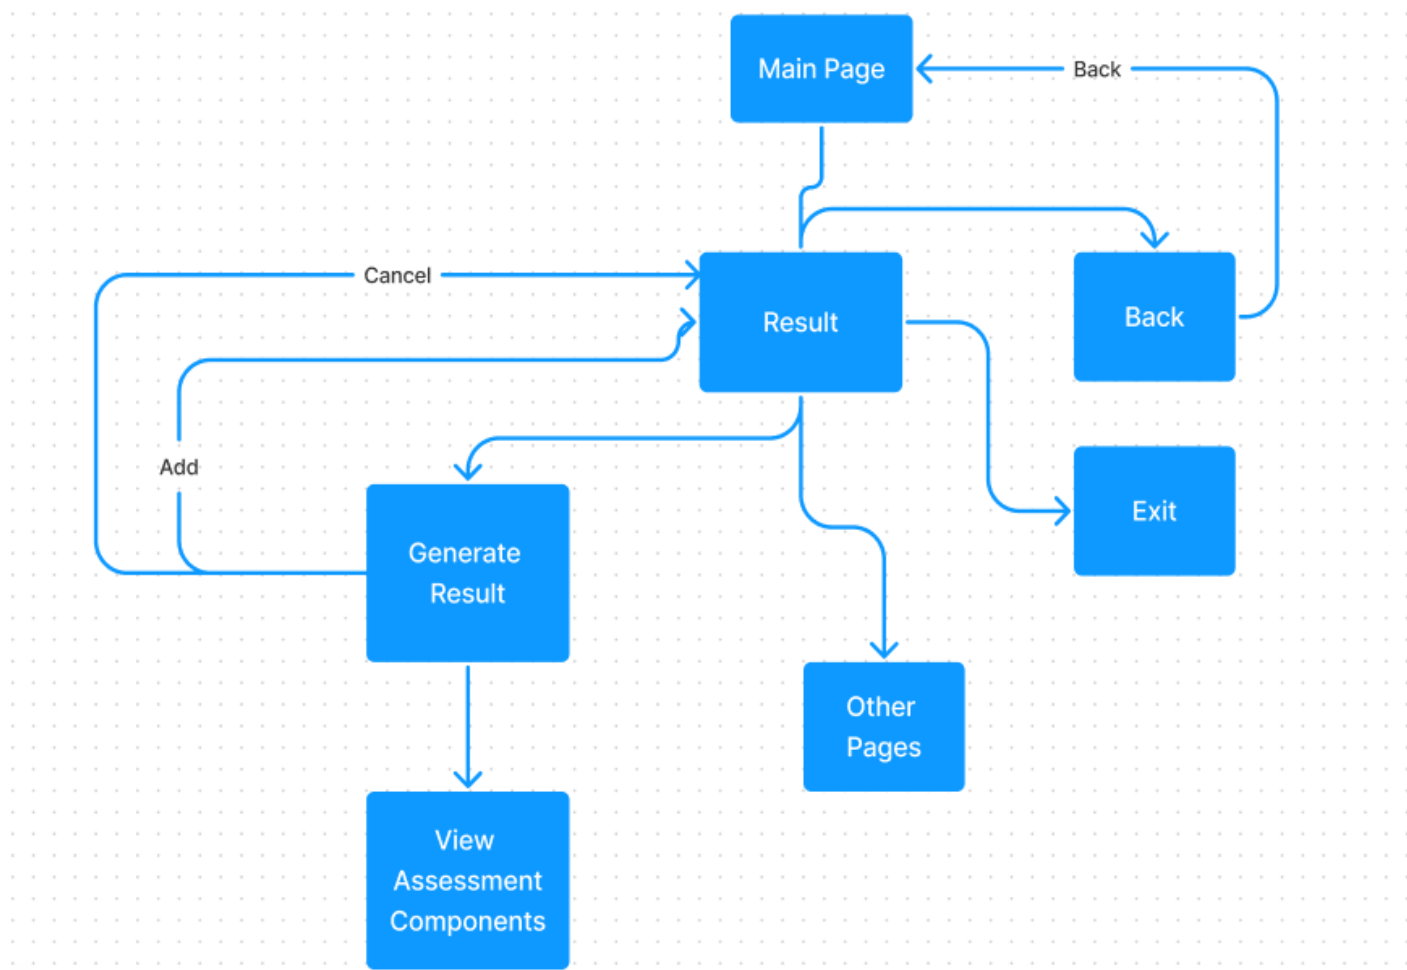 Main Page
Back
Cancel
Result
Back
Add
Exit
Generate
Result
Other
Pages
View
Assessment
Components